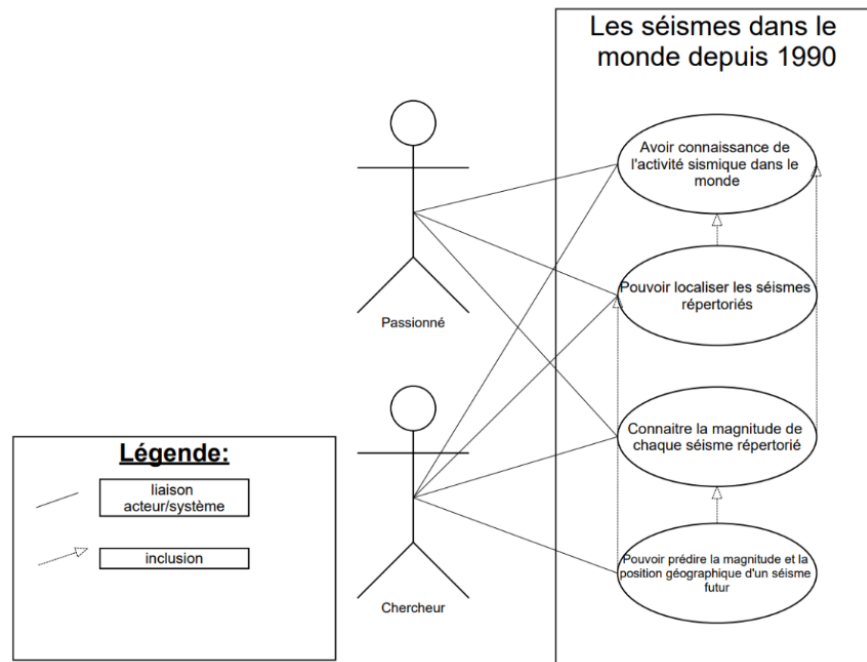 Les séismes dans le
monde depuis 1990
Avoir connaissance de
l'activité sismique dans le
monde
Pouvoir localiser les séismes
répertoriés
Passionné
Connaitre la magnitude de
chaque séisme répertorié
Légende:
liaison
acteur/système
inclusion
Pouvoir prédire la magnitude et la
position géographique d'un séisme
futur
Chercheur